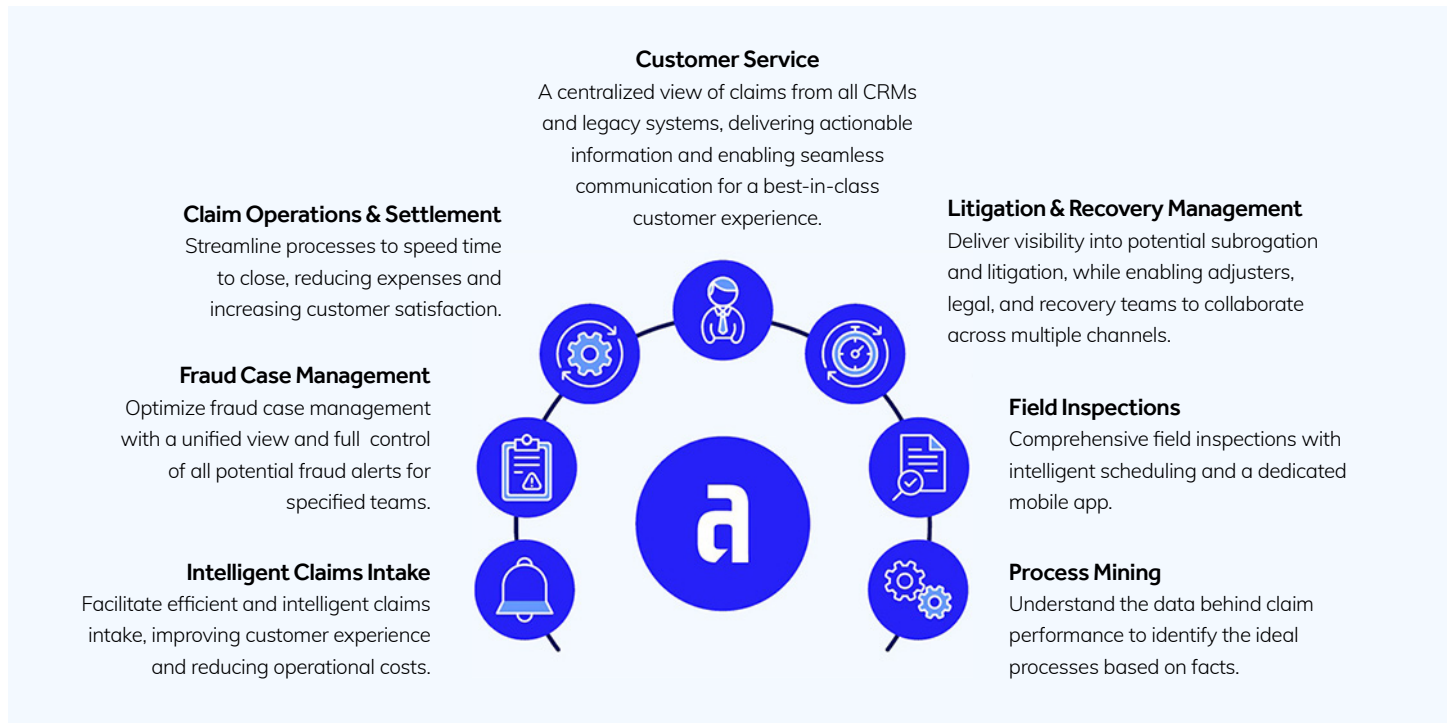 Customer Service
A centralized view of claims from all CRMs
and legacy systems, delivering actionable
information and enabling seamless
communication for a best-in-class
customer experience.
Claim Operations & Settlement
Streamline processes to speed time
to close, reducing expenses and
increasing customer satisfaction.
Litigation & Recovery Management
Deliver visibility into potential subrogation
and litigation, while enabling adjusters,
legal, and recovery teams to collaborate
across multiple channels.
Fraud Case Management
Optimize fraud case management
with a unified view and full control
of all potential fraud alerts for
specified teams.
Field Inspections
Comprehensive field inspections with
intelligent scheduling and a dedicated
mobile app.
a
Intelligent Claims Intake
Facilitate efficient and intelligent claims
intake, improving customer experience
and reducing operational costs.
Process Mining
Understand the data behind claim
performance to identify the ideal
processes based on facts.